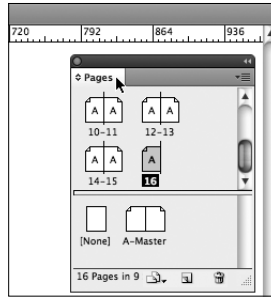 720 792 864 936
Pages
A A A A
10-11 12-13
A A A
14-15 16
[None] A-Master
16 Pages in 9